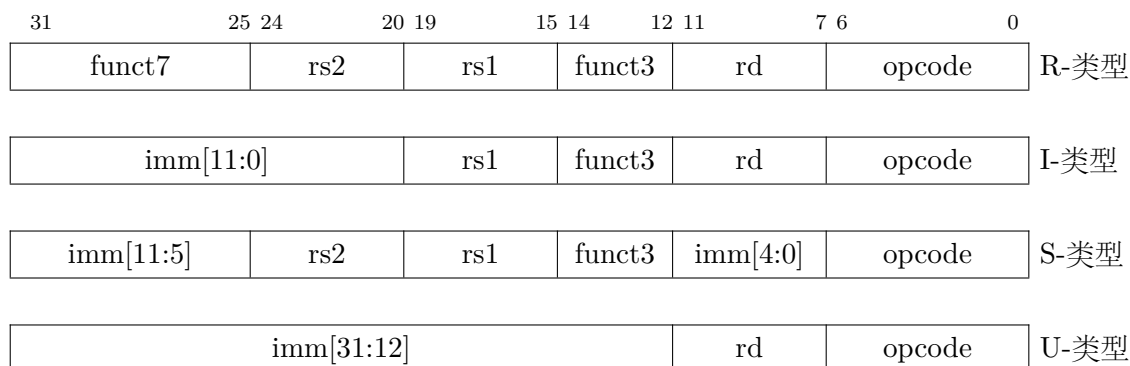 31 25 24 20 19 15 14 12 11 7 6 0
funct7 rs2 rs1 funct3 rd opcode R-类型
imm[11:0] rs1 funct3 rd opcode I-类型
imm[11:5] rs2 rs1 funct3 imm[4:0] opcode S-类型
imm[31:12] rd opcode U-类型